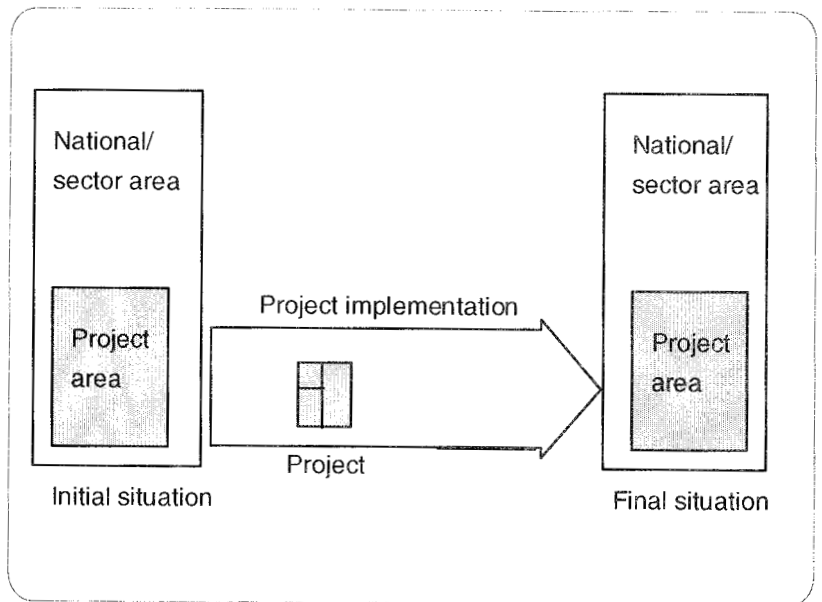 National/
sector area
Project
area
Initial situation
Project implementation
Project
National/
sector area
Project
area
Final situation